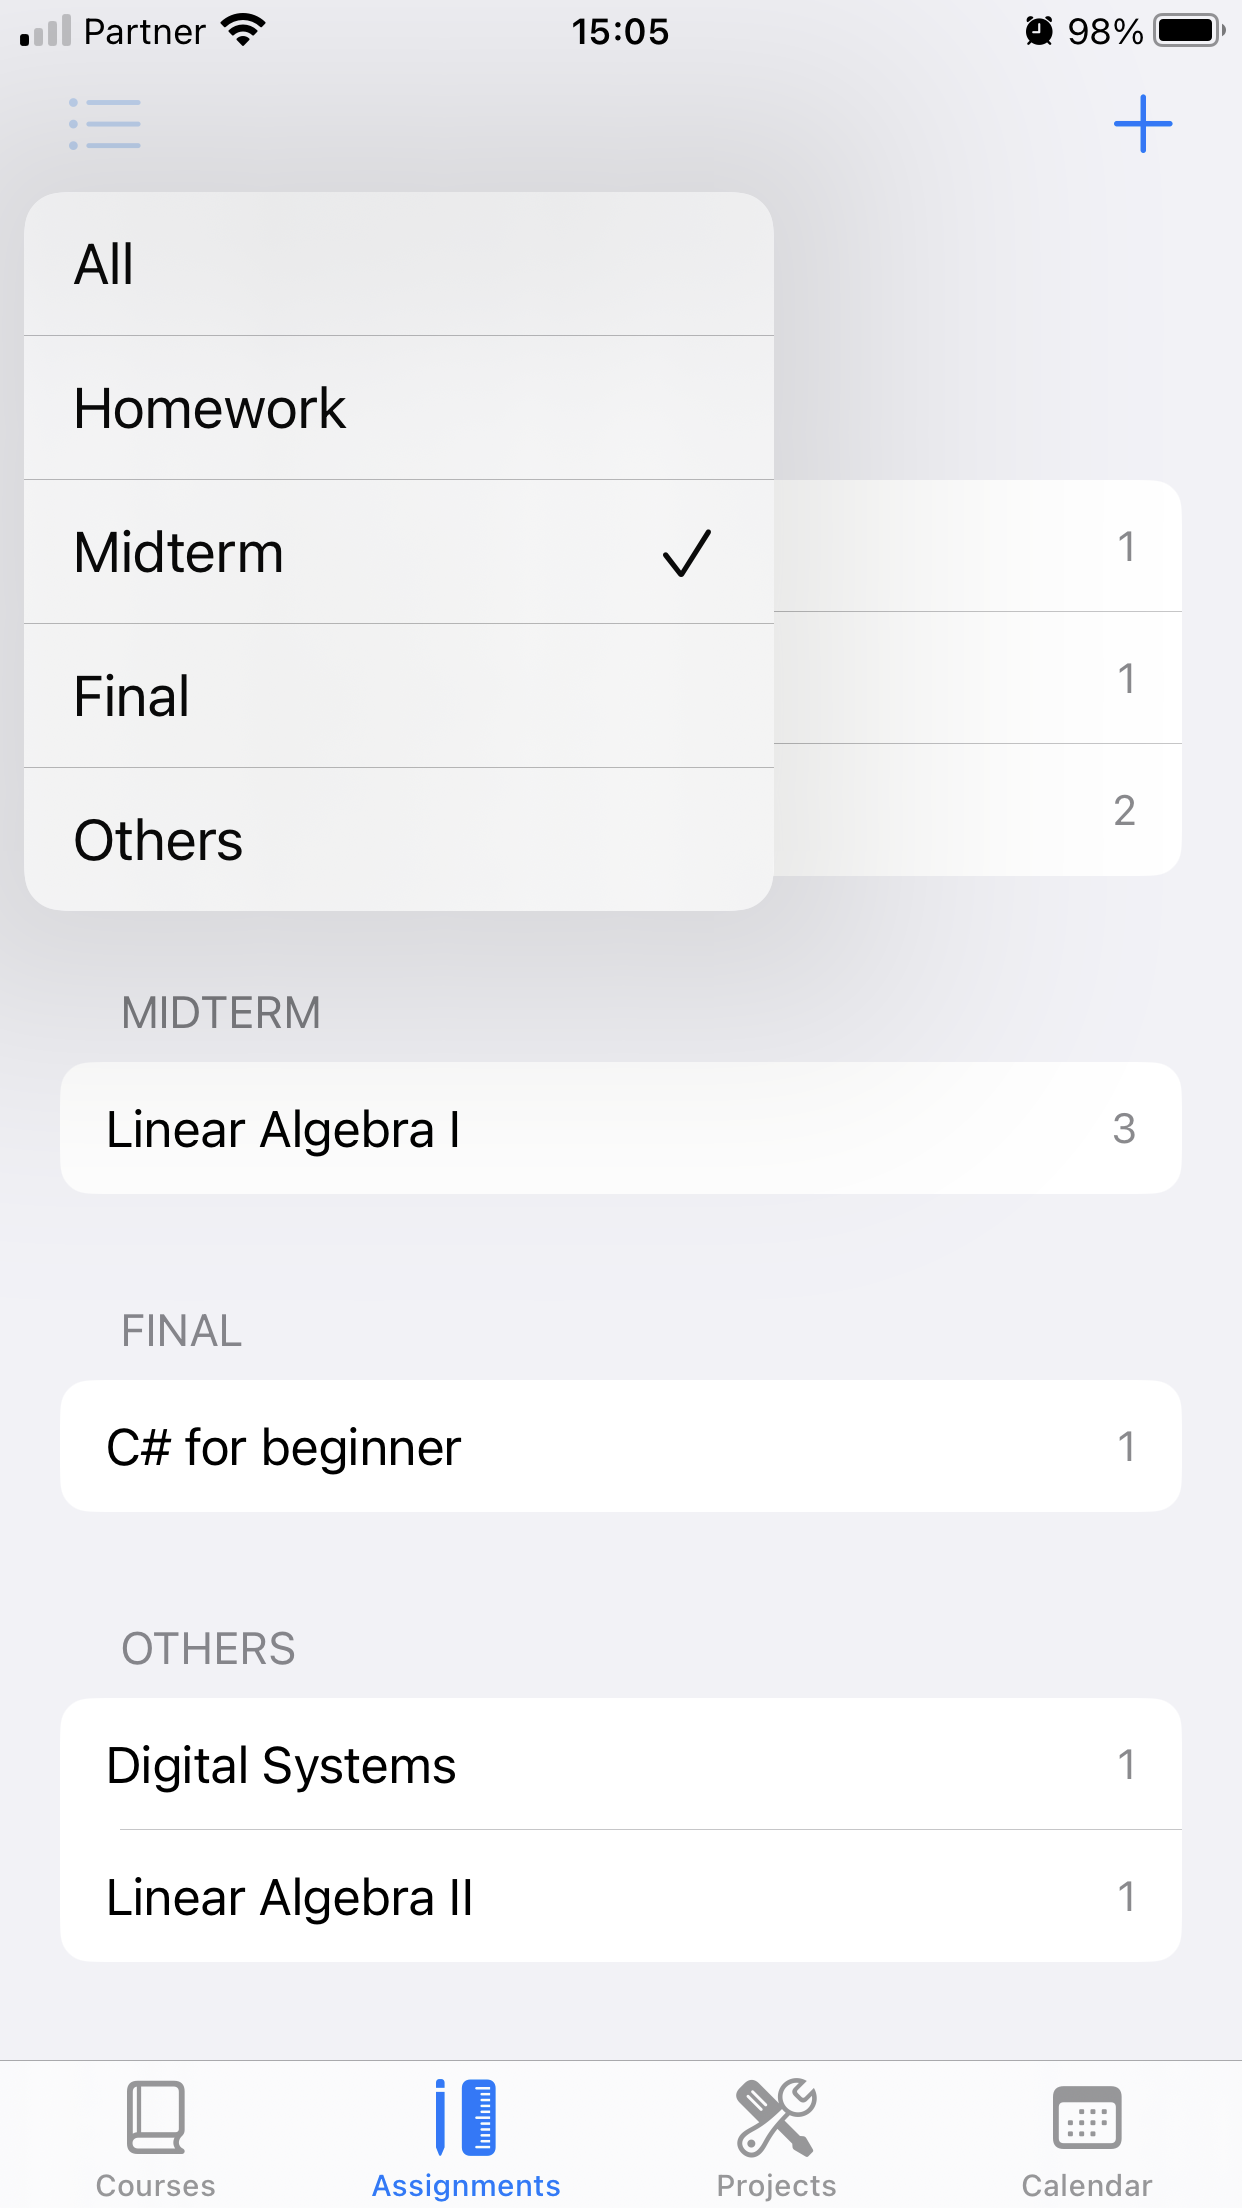 Partner 15:05 98%
All
Homework
Midterm
Final
Others
1
1
2
MIDTERM
Linear Algebra I 3
FINAL
C# for beginner 1
OTHERS
Digital Systems 1
Linear Algebra II 1
Courses Assignments Projects Calendar